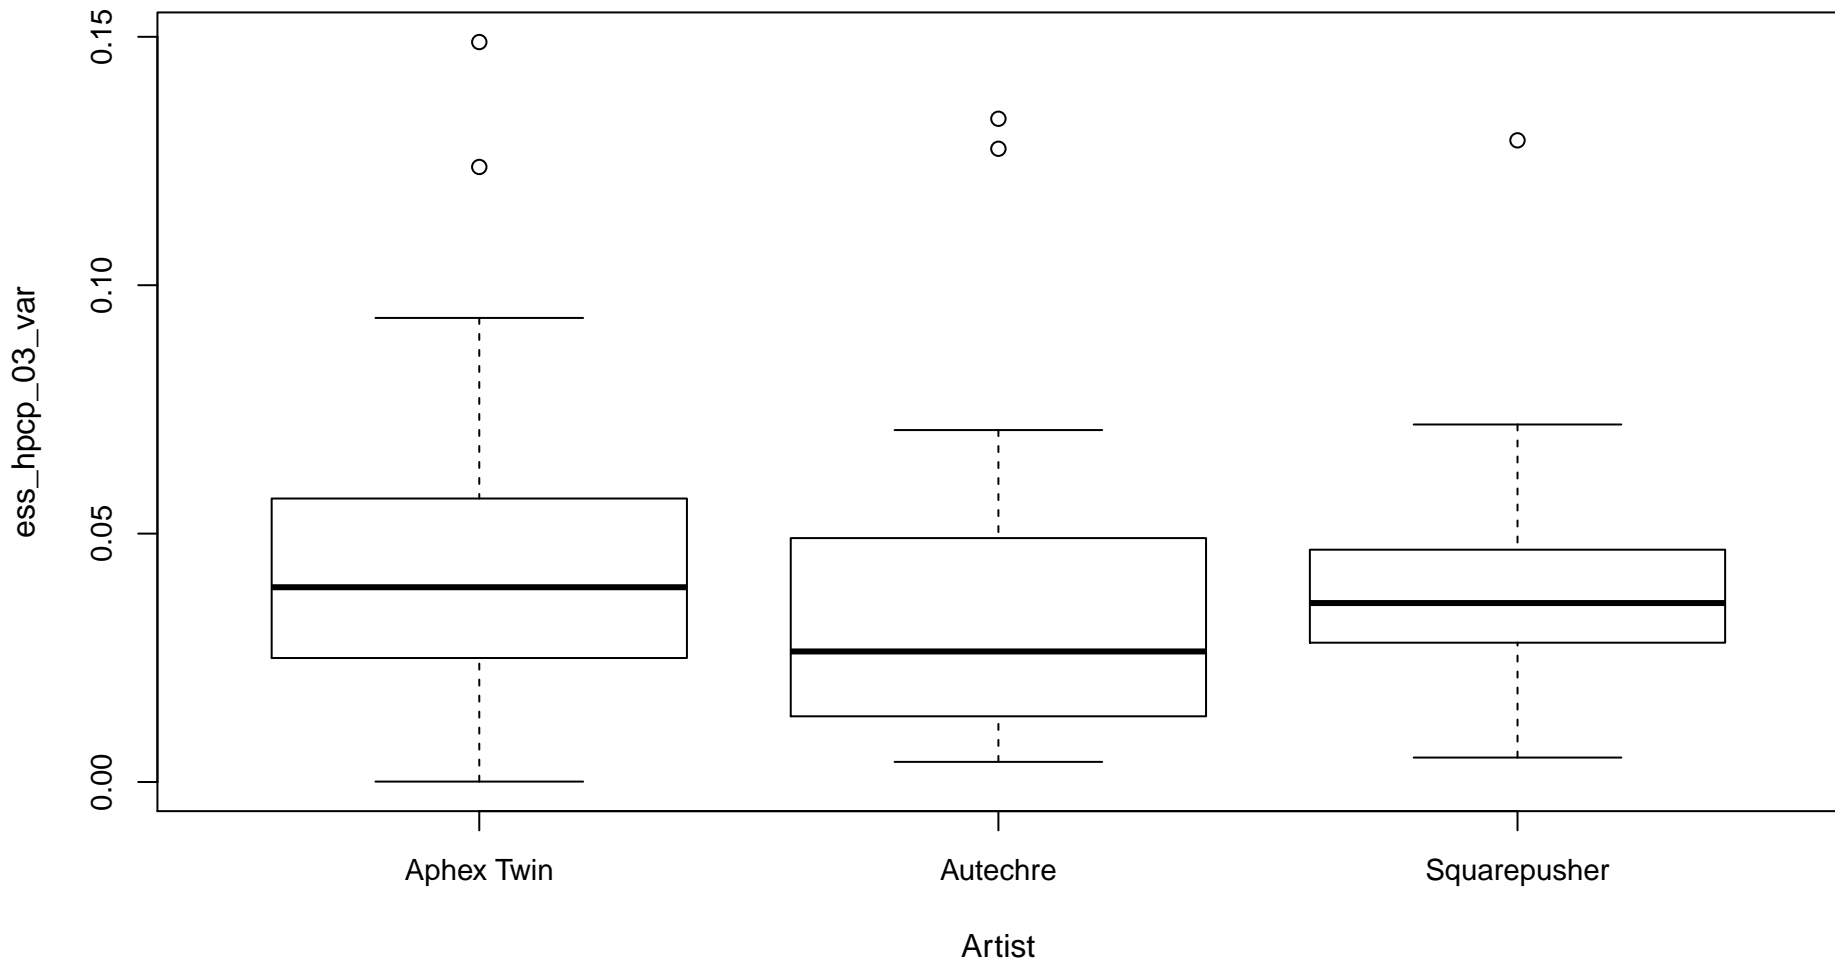 ess_hpcp_03_var
0.15
0.10
0.05
0.00
Aphex Twin
Autechre
Squarepusher
Artist